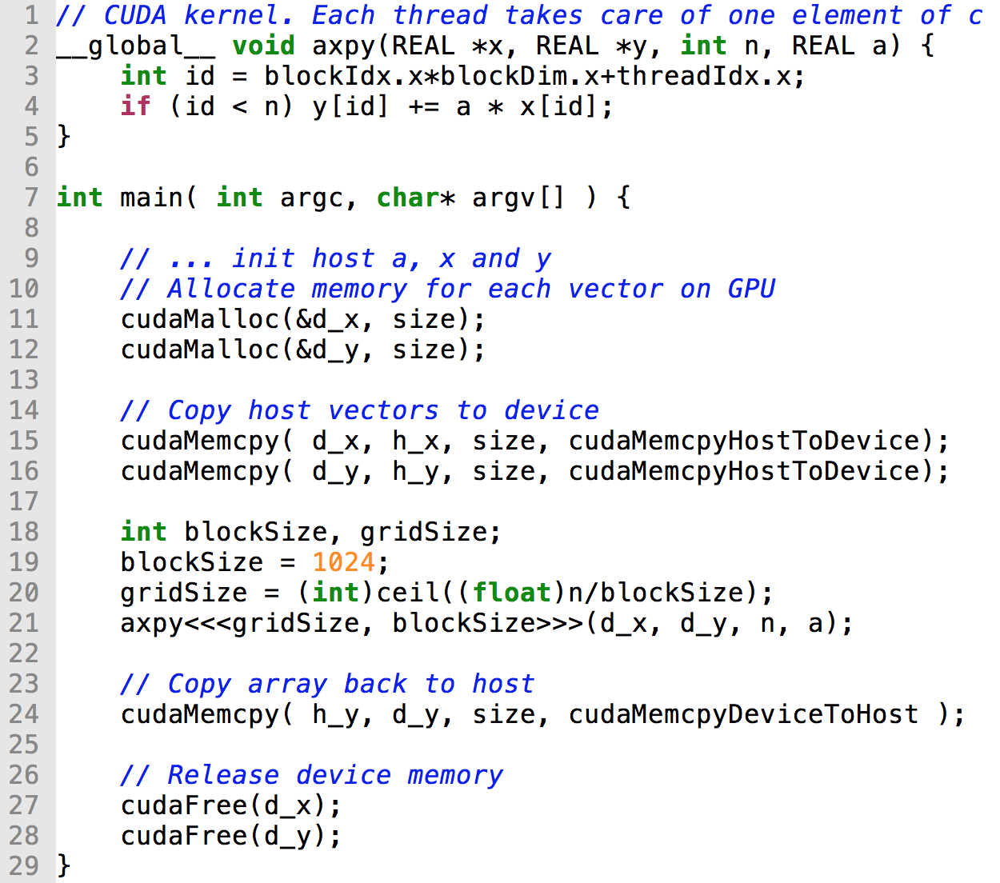 1 // CUDA kernel. Each thread takes care of one element of c
2 __global__ void axpy(REAL *x, REAL *y, int n, REAL a) {
3     int id = blockIdx.x*blockDim.x+threadIdx.x;
4     if (id < n) y[id] += a * x[id];
5 }
6
7 int main( int argc, char* argv[] ) {
8
9     // ... init host a, x and y
10     // Allocate memory for each vector on GPU
11     cudaMalloc(&d_x, size);
12     cudaMalloc(&d_y, size);
13
14     // Copy host vectors to device
15     cudaMemcpy( d_x, h_x, size, cudaMemcpyHostToDevice);
16     cudaMemcpy( d_y, h_y, size, cudaMemcpyHostToDevice);
17
18     int blockSize, gridSize;
19     blockSize = 1024;
20     gridSize = (int)ceil((float)n/blockSize);
21     axpy<<<gridSize, blockSize>>>(d_x, d_y, n, a);
22
23     // Copy array back to host
24     cudaMemcpy( h_y, d_y, size, cudaMemcpyDeviceToHost );
25
26     // Release device memory
27     cudaFree(d_x);
28     cudaFree(d_y);
29 }